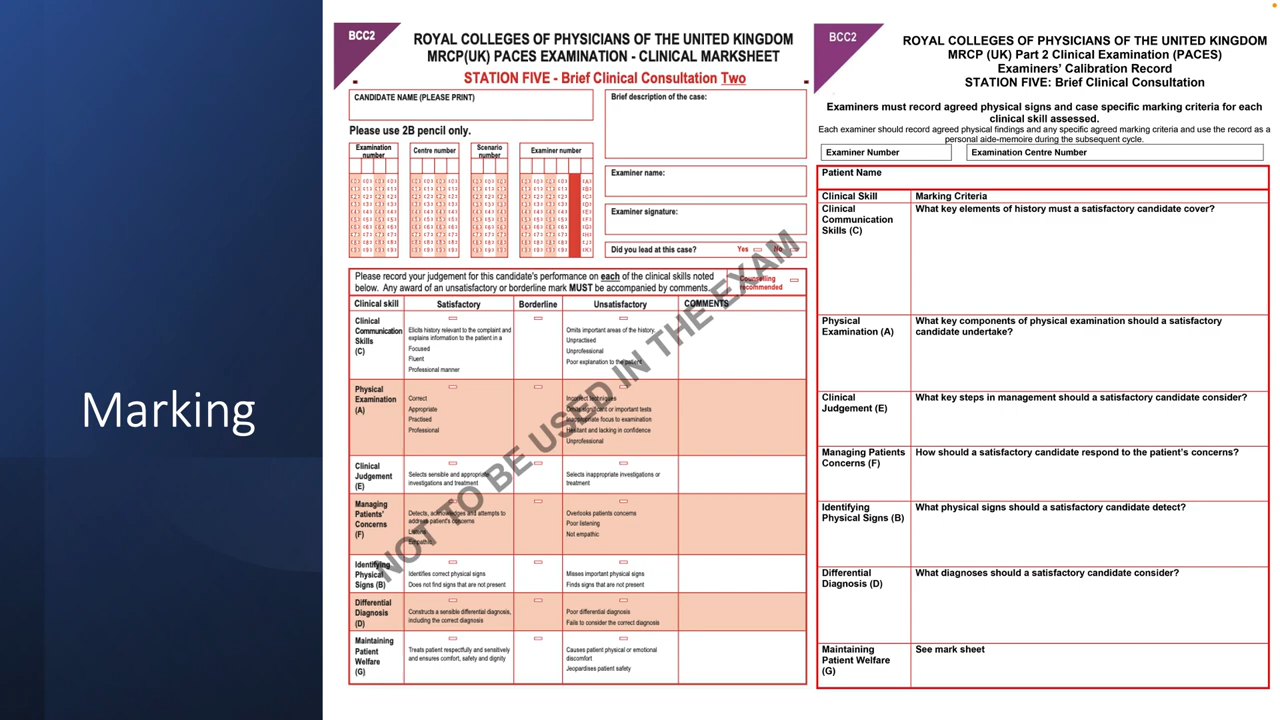 Marking
BCC2
ROYAL COLLEGES OF PHYSICIANS OF THE UNITED KINGDOM
MRCP(UK) PACES EXAMINATION - CLINICAL MARKSHEET
STATION FIVE - Brief Clinical Consultation Two
CANDIDATE NAME (PLEASE PRINT)
Brief description of the case:
Please use 2B pencil only.
Examination
number
Centre number
Scenario
number
Examiner number
Examiner name:
Examiner signature:
Did you lead at this case?
Yes
No
Please record your judgement for this candidate's performance on each of the clinical skills noted
below. Any award of an unsatisfactory or borderline mark MUST be accompanied by comments.
Counselling
recommended
Clinical skill
Satisfactory
Borderline
Unsatisfactory
COMMENTS
Clinical
Communication
Skills
(C)
Elicits history relevant to the complaint and
explains information to the patient in a
Focused
Fluent
Professional manner
Omits important areas of the history.
Unpractised
Unprofessional
Poor explanation to the patient
Physical
Examination
(A)
Correct
Appropriate
Practised
Professional
Incorrect techniques
Omits significant or important tests
Inappropriate focus to examination
Hesitant and lacking in confidence
Unprofessional
Clinical
Judgement
(E)
Selects sensible and appropriate
investigations and treatment
Selects inappropriate investigations or
treatment
Managing
Patients'
Concerns
(F)
Detects, acknowledges and attempts to
address patient's concerns
Listens
Empathic
Overlooks patients concerns
Poor listening
Not empathic
Identifying
Physical
Signs (B)
Identifies correct physical signs
Does not find signs that are not present
Misses important physical signs
Finds signs that are not present
Differential
Diagnosis
(D)
Constructs a sensible differential diagnosis,
including the correct diagnosis
Poor differential diagnosis
Fails to consider the correct diagnosis
Maintaining
Patient
Welfare
(G)
Treats patient respectfully and sensitively
and ensures comfort, safety and dignity
Causes patient physical or emotional
discomfort
Jeopardises patient safety
NOT TO BE USED IN THE EXAM
BCC2
ROYAL COLLEGES OF PHYSICIANS OF THE UNITED KINGDOM
MRCP (UK) Part 2 Clinical Examination (PACES)
Examiners' Calibration Record
STATION FIVE: Brief Clinical Consultation
Examiners must record agreed physical signs and case specific marking criteria for each
clinical skill assessed.
Each examiner should record agreed physical findings and any specific agreed marking criteria and use the record as a
personal aide-memoire during the subsequent cycle.
Examiner Number
Examination Centre Number
Patient Name
Clinical Skill
Marking Criteria
Clinical
Communication
Skills (C)
What key elements of history must a satisfactory candidate cover?
Physical
Examination (A)
What key components of physical examination should a satisfactory
candidate undertake?
Clinical
Judgement (E)
What key steps in management should a satisfactory candidate consider?
Managing Patients
Concerns (F)
How should a satisfactory candidate respond to the patient's concerns?
Identifying
Physical Signs (B)
What physical signs should a satisfactory candidate detect?
Differential
Diagnosis (D)
What diagnoses should a satisfactory candidate consider?
Maintaining
Patient Welfare
(G)
See mark sheet